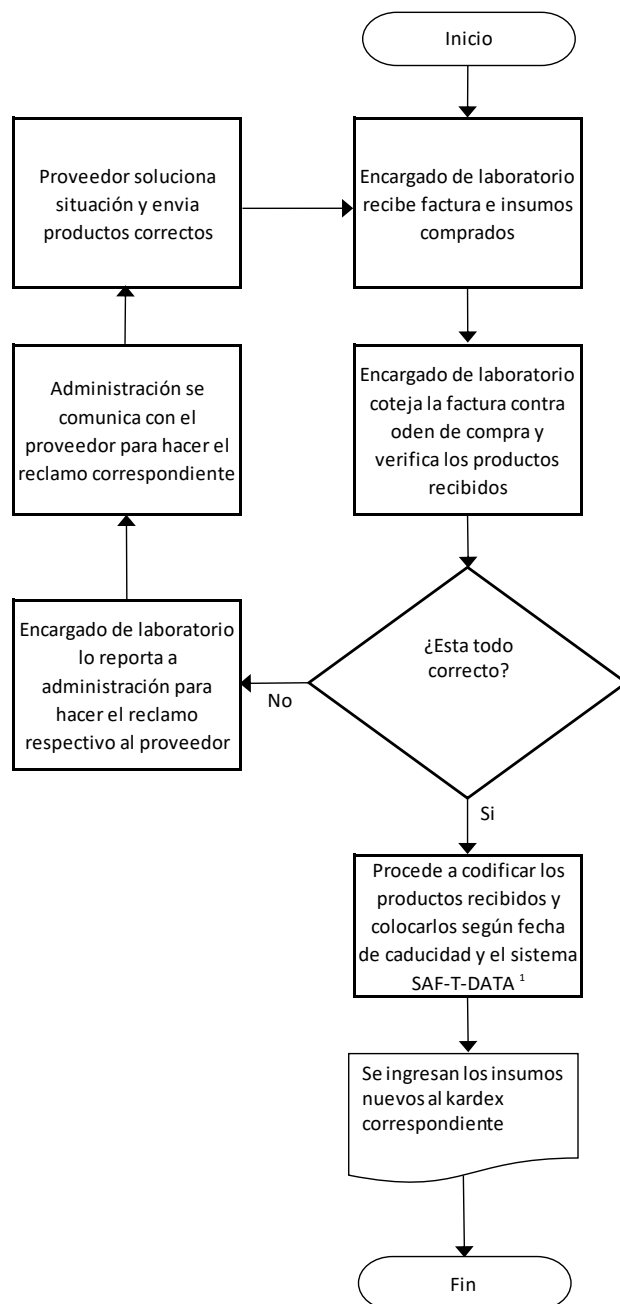 Inicio
Encargado de laboratorio
recibe factura e insumos
comprados
Encargado de laboratorio
coteja la factura contra
oden de compra y
verifica los productos
recibidos
¿Esta todo
correcto?
No
Encargado de laboratorio
lo reporta a
administración para
hacer el reclamo
respectivo al proveedor
Administración se
comunica con el
proveedor para hacer el
reclamo correspondiente
Proveedor soluciona
situación y envia
productos correctos
Si
Procede a codificar los
productos recibidos y
colocarlos según fecha
de caducidad y el sistema
SAF-T-DATA ¹
Se ingresan los insumos
nuevos al kardex
correspondiente
Fin